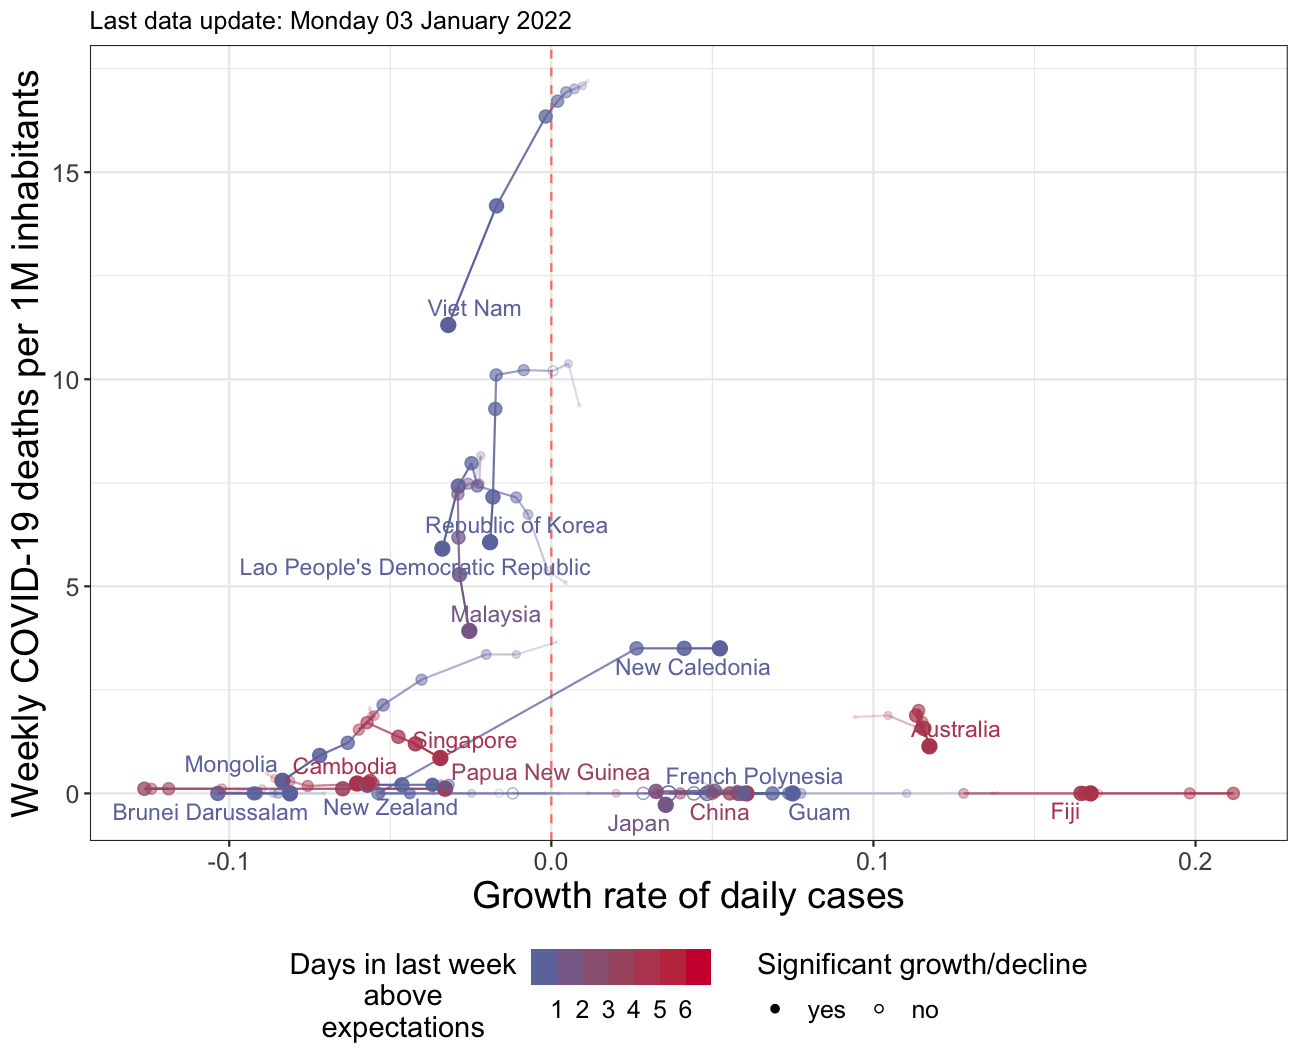 Last data update: Monday 03 January 2022
Weekly COVID-19 deaths per 1M inhabitants
15
10
5
0
Viet Nam
Republic of Korea
Lao People's Democratic Republic
Malaysia
New Caledonia
Singapore
Australia
Mongolia
Cambodia
Papua New Guinea
French Polynesia
Brunei Darussalam
New Zealand
Japan
China
Guam
Fiji
-0.1
0.0
0.1
0.2
Growth rate of daily cases
Days in last week
above
expectations
1 2 3 4 5 6
Significant growth/decline
yes no